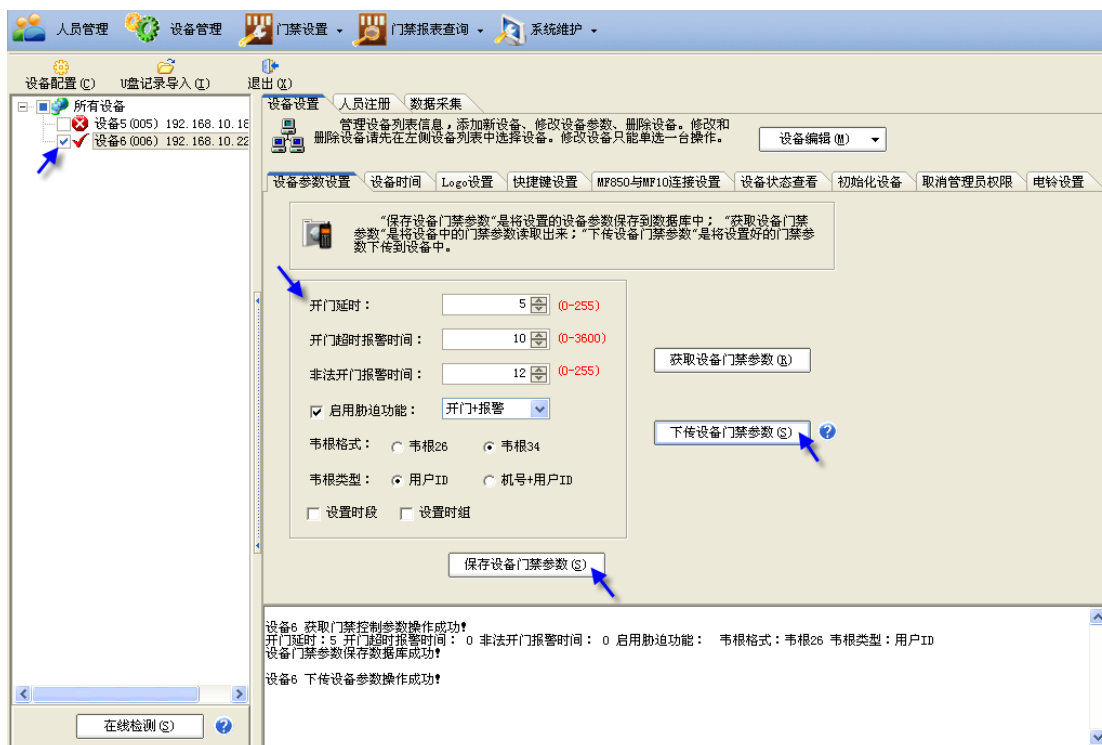 人员管理 设备管理 门禁设置 门禁报表查询 系统维护
设备配置(C) U盘记录导入(I) 退出(X)
所有设备
设备5(005) 192.168.10.18
设备6(006) 192.168.10.22
在线检测(S)
设备设置 人员注册 数据采集
管理设备列表信息，添加新设备、修改设备参数、删除设备。修改和
删除设备请先在左侧设备列表中选择设备。修改设备只能单选一台操作。
设备编辑(M)
设备参数设置 设备时间 Logo设置 快捷键设置 MF850与MF10连接设置 设备状态查看 初始化设备 取消管理员权限 电铃设置
“保存设备门禁参数”是将设置的设备参数保存到数据库中；“获取设备门禁
参数”是将设备中的门禁参数读取出来；“下传设备门禁参数”是将设置好的门禁参
数下传到设备中。
开门延时： 5 (0-255)
开门超时报警时间： 10 (0-3600)
非法开门报警时间： 12 (0-255)
启用胁迫功能： 开门+报警
韦根格式： 韦根26 韦根34
韦根类型： 用户ID 机号+用户ID
设置时段 设置时组
获取设备门禁参数(R)
下传设备门禁参数(S)
保存设备门禁参数(S)
设备6 获取门禁控制参数操作成功!
开门延时：5 开门超时报警时间： 0 非法开门报警时间： 0 启用胁迫功能： 韦根格式：韦根26 韦根类型：用户ID
设备门禁参数保存数据库成功!
设备6 下传设备参数操作成功!